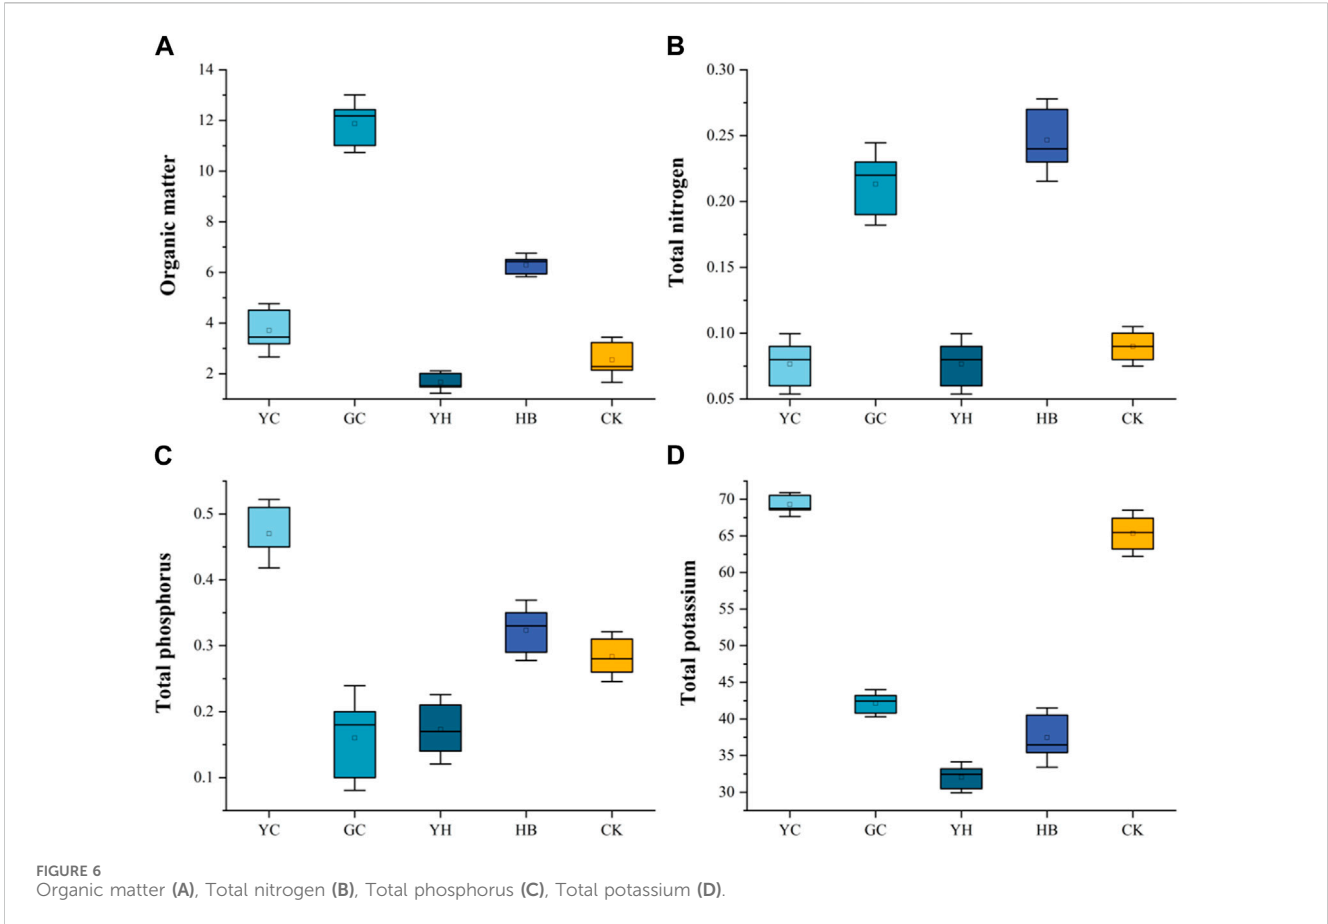 A
14
12
10
8
6
4
2
Organic matter
YC GC YH HB CK
B
0.30
0.25
0.20
0.15
0.10
0.05
Total nitrogen
YC GC YH HB CK
C
0.5
0.4
0.3
0.2
0.1
Total phosphorus
YC GC YH HB CK
D
70
65
60
55
50
45
40
35
30
Total potassium
YC GC YH HB CK
FIGURE 6
Organic matter (A), Total nitrogen (B), Total phosphorus (C), Total potassium (D).